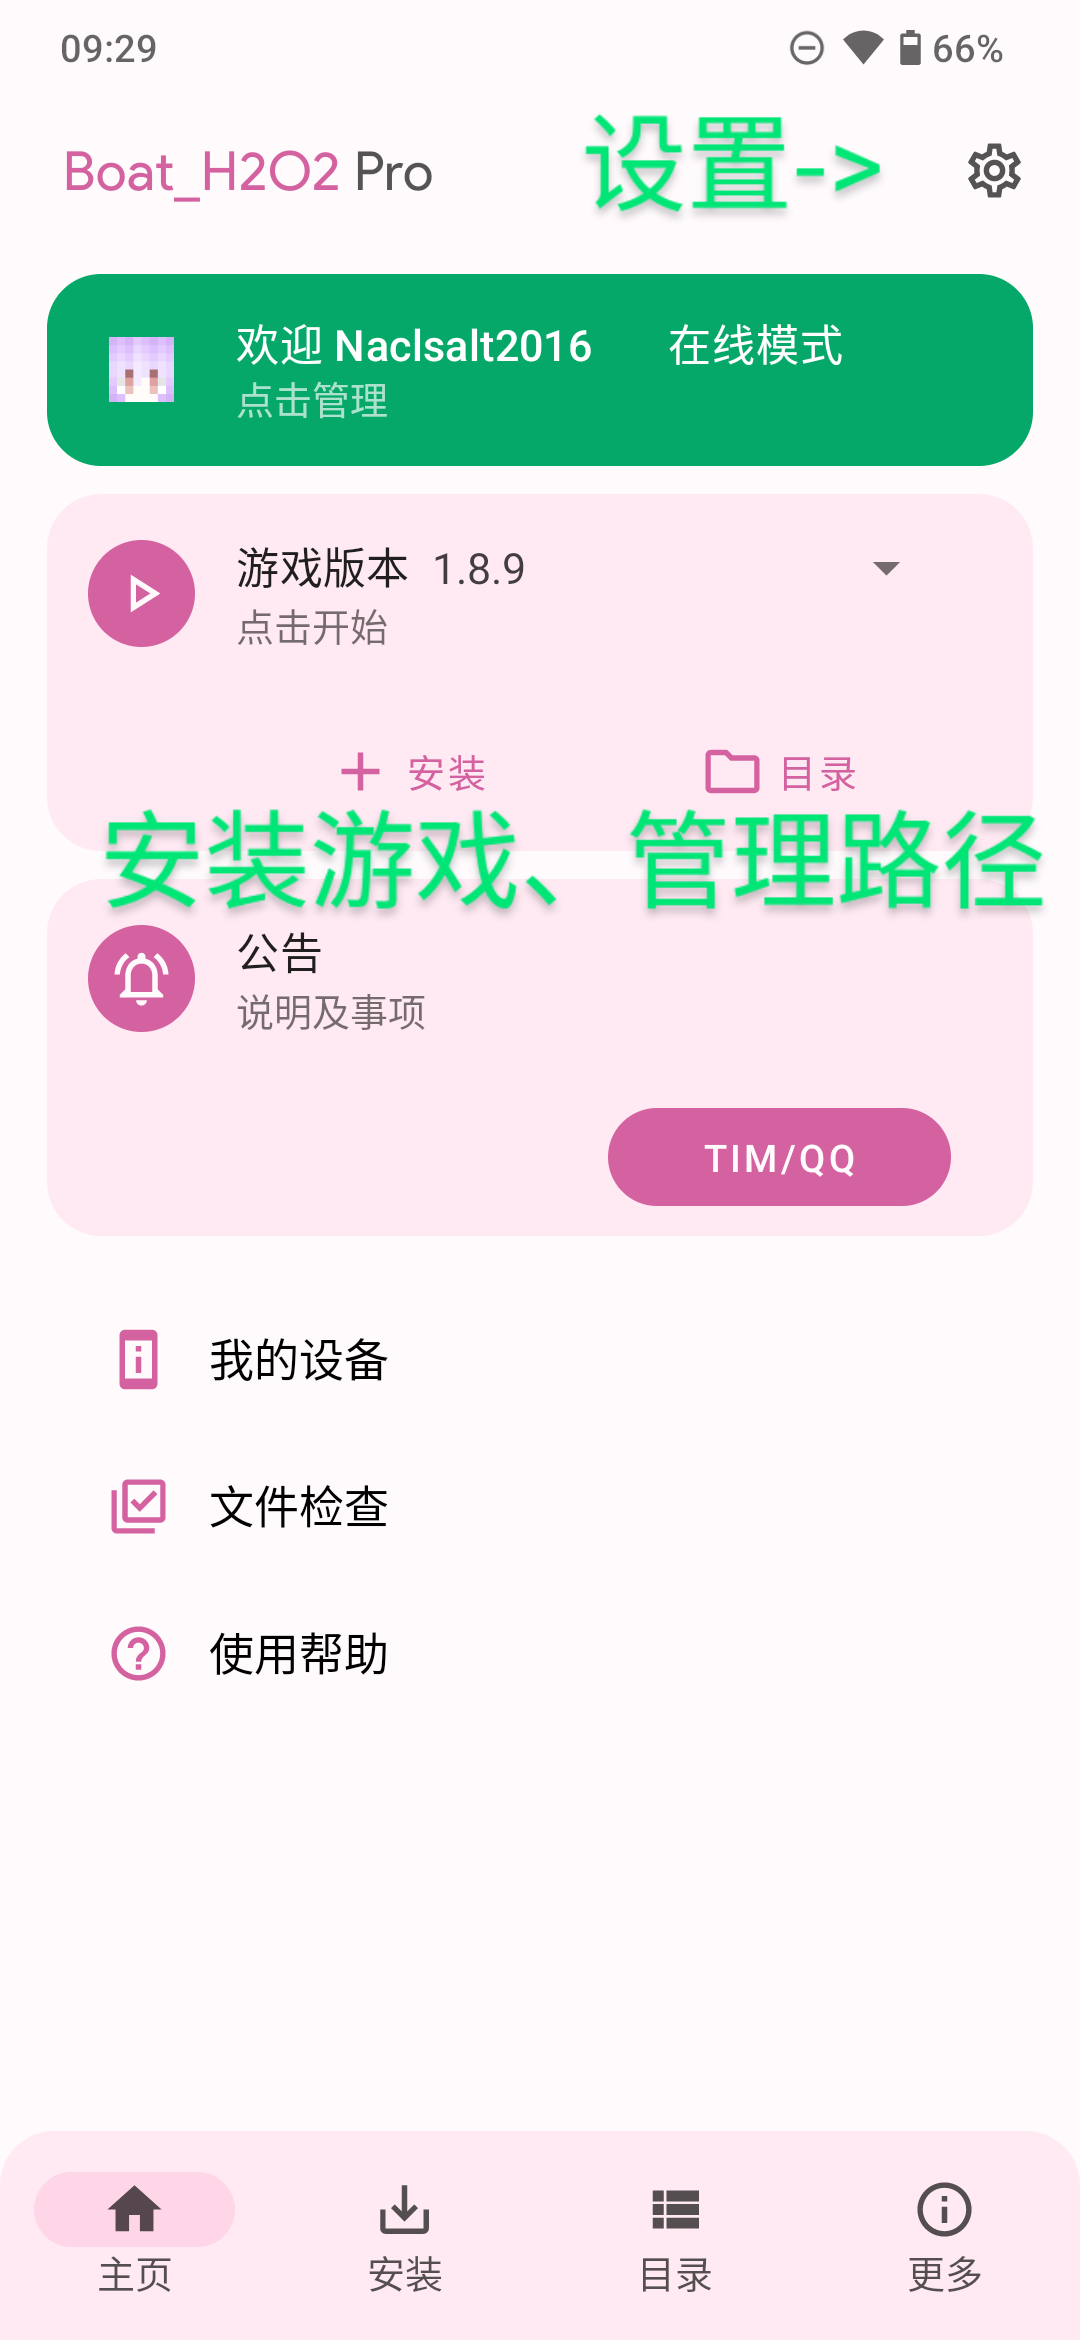 09:29
66%
Boat_H2O2 Pro
设置->
欢迎 Naclsalt2016 在线模式
点击管理
游戏版本 1.8.9
点击开始
安装
目录
安装游戏、管理路径
公告
说明及事项
TIM/QQ
我的设备
文件检查
使用帮助
主页
安装
目录
更多